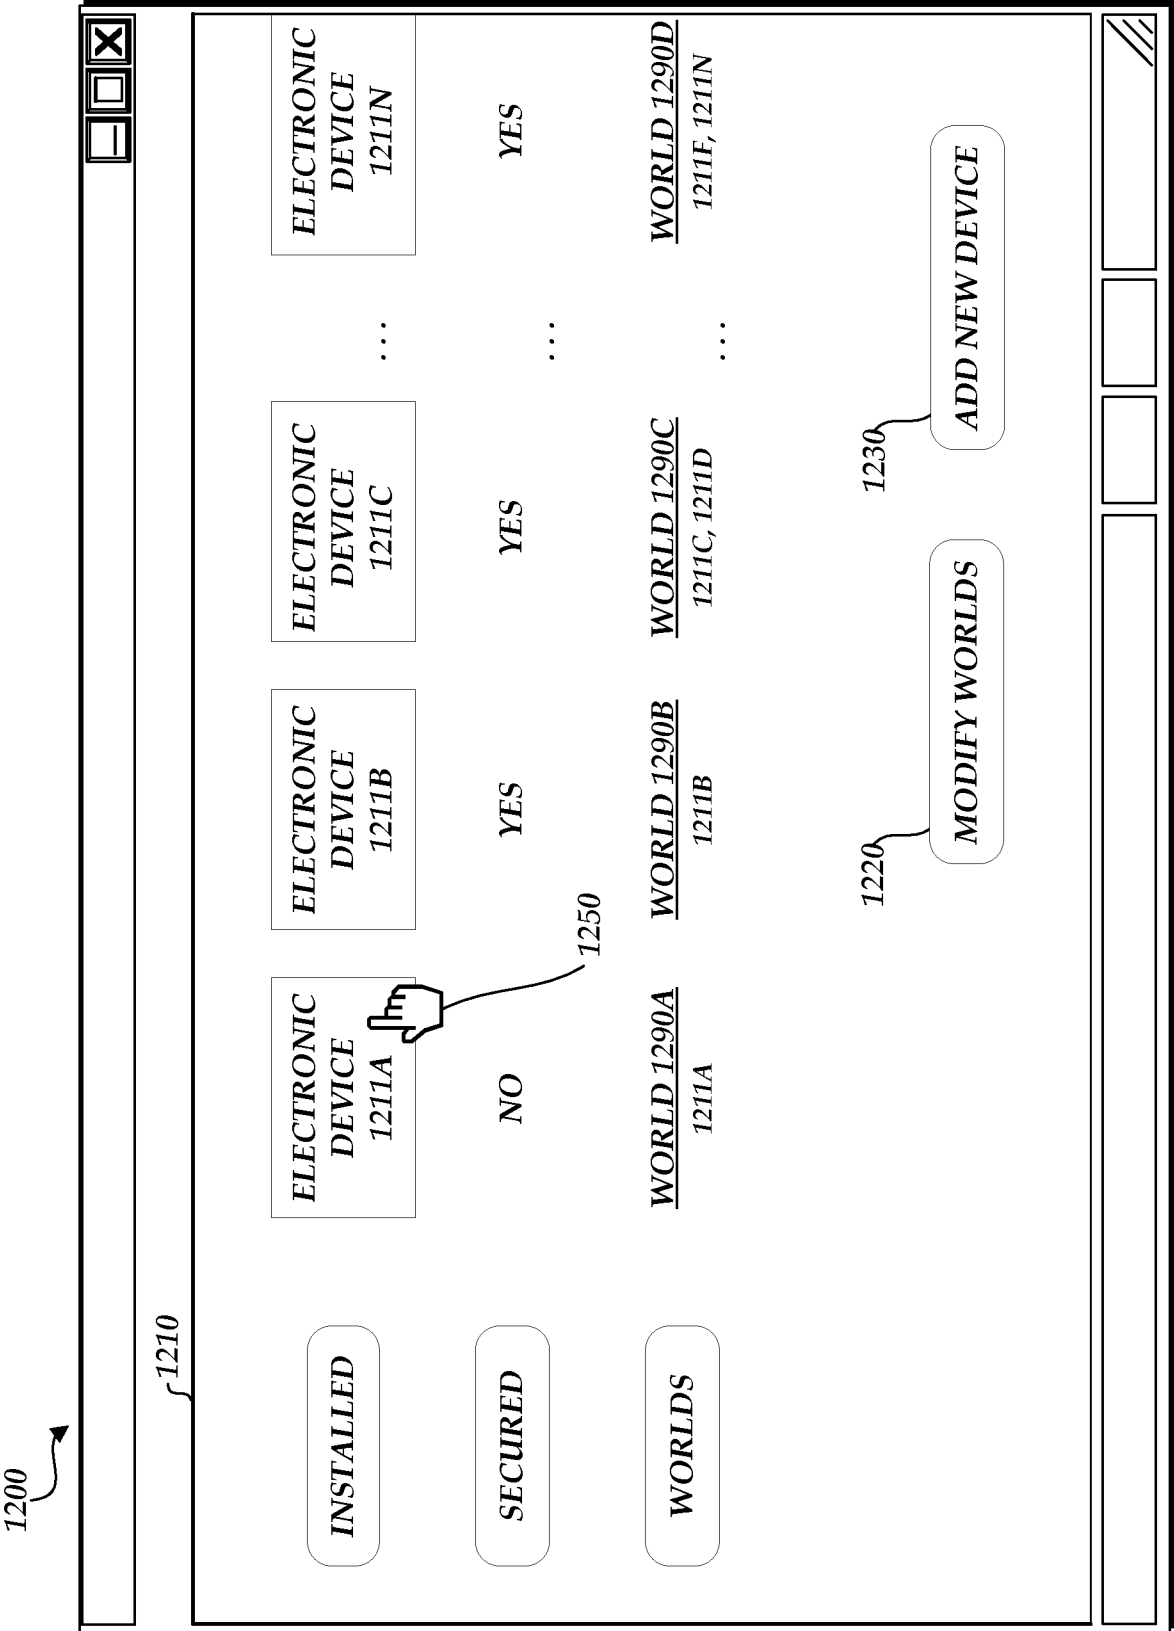 1200
1210
INSTALLED
ELECTRONIC
DEVICE
1211A
ELECTRONIC
DEVICE
1211B
ELECTRONIC
DEVICE
1211C
...
ELECTRONIC
DEVICE
1211N
SECURED
NO
YES
YES
...
YES
1250
WORLDS
WORLD 1290A
1211A
WORLD 1290B
1211B
WORLD 1290C
1211C, 1211D
...
WORLD 1290D
1211F, 1211N
1220
MODIFY WORLDS
1230
ADD NEW DEVICE